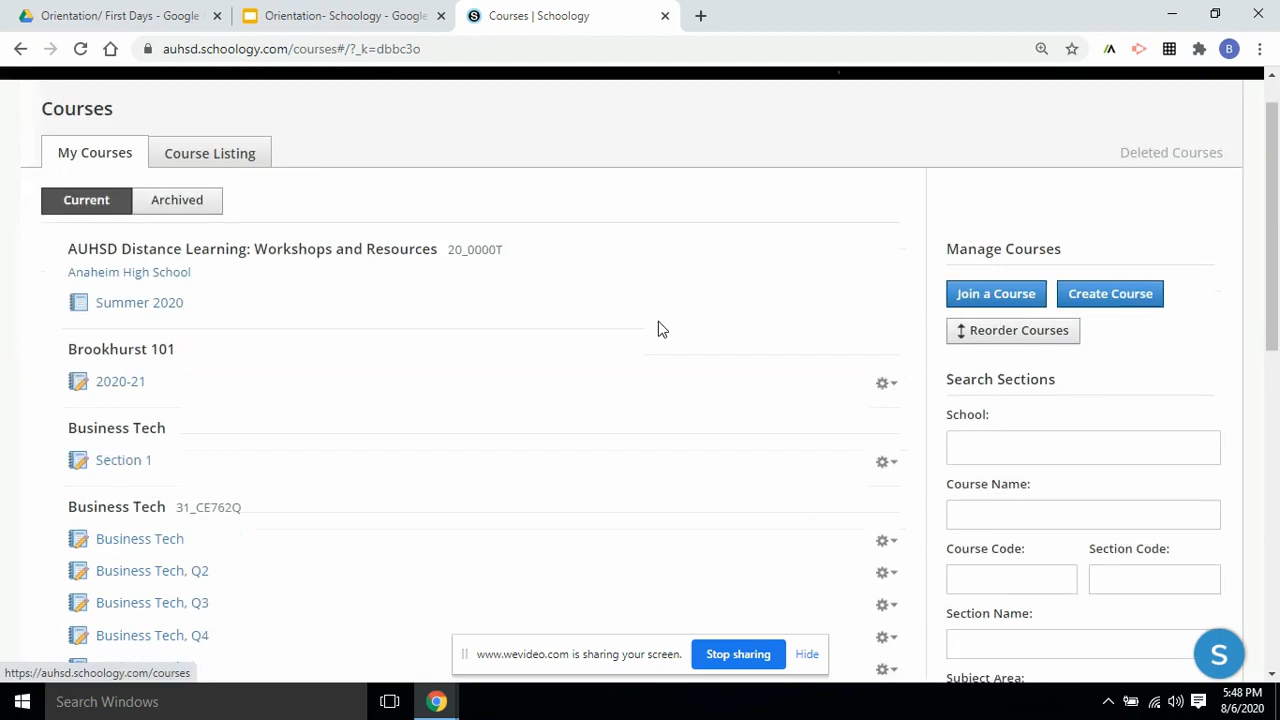 Orientation/ First Days - Google
Orientation- Schoology - Google
S Courses | Schoology
auhsd.schoology.com/courses#/?_k=dbbc3o
B
Courses
My Courses
Course Listing
Deleted Courses
Current
Archived
AUHSD Distance Learning: Workshops and Resources 20_0000T
Anaheim High School
Summer 2020
Brookhurst 101
2020-21
Business Tech
Section 1
Business Tech 31_CE762Q
Business Tech
Business Tech, Q2
Business Tech, Q3
Business Tech, Q4
Manage Courses
Join a Course
Create Course
Reorder Courses
Search Sections
School:
Course Name:
Course Code:
Section Code:
Section Name:
Subject Area:
S
www.wevideo.com is sharing your screen.
Stop sharing
Hide
https://auhsd.schoology.com/courses
Search Windows
5:48 PM
8/6/2020